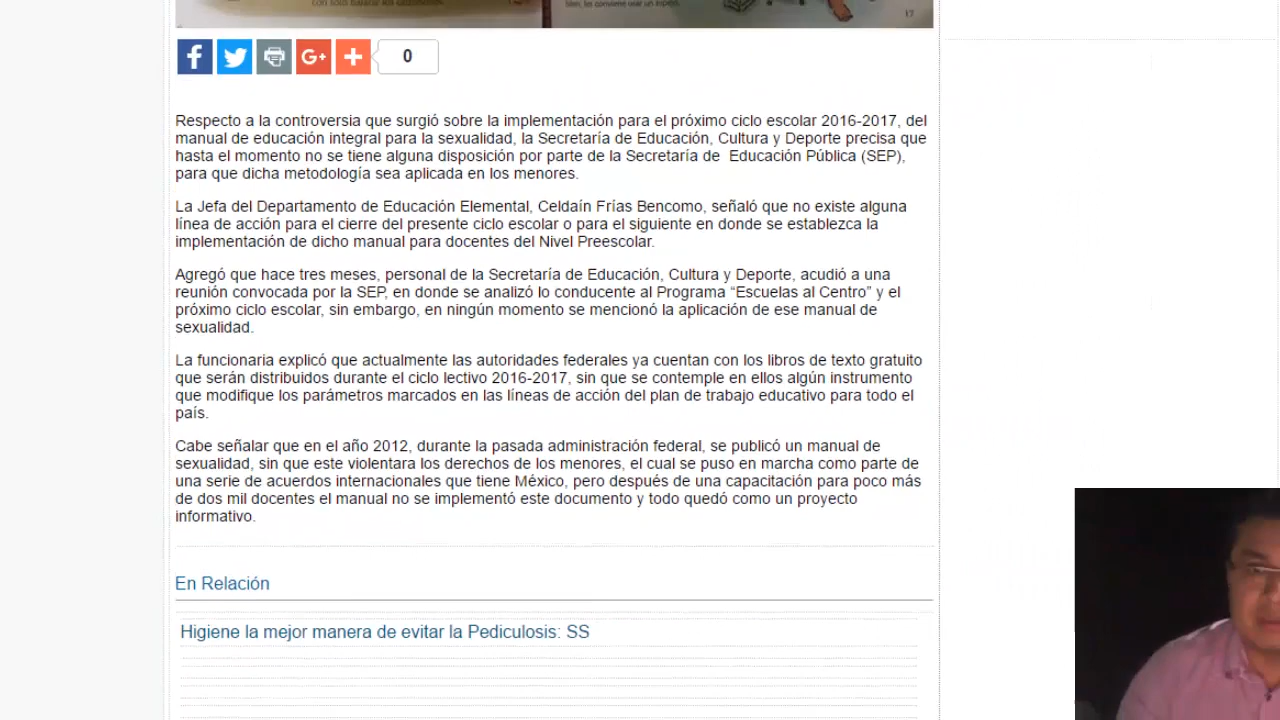 con solo balarse los calzoncillos.
bien, les conviene usar un espejo.
17
f
G+
+
0
Respecto a la controversia que surgió sobre la implementación para el próximo ciclo escolar 2016-2017, del
manual de educación integral para la sexualidad, la Secretaría de Educación, Cultura y Deporte precisa que
hasta el momento no se tiene alguna disposición por parte de la Secretaría de Educación Pública (SEP),
para que dicha metodología sea aplicada en los menores.
La Jefa del Departamento de Educación Elemental, Celdaín Frías Bencomo, señaló que no existe alguna
línea de acción para el cierre del presente ciclo escolar o para el siguiente en donde se establezca la
implementación de dicho manual para docentes del Nivel Preescolar.
Agregó que hace tres meses, personal de la Secretaría de Educación, Cultura y Deporte, acudió a una
reunión convocada por la SEP, en donde se analizó lo conducente al Programa “Escuelas al Centro” y el
próximo ciclo escolar, sin embargo, en ningún momento se mencionó la aplicación de ese manual de
sexualidad.
La funcionaria explicó que actualmente las autoridades federales ya cuentan con los libros de texto gratuito
que serán distribuidos durante el ciclo lectivo 2016-2017, sin que se contemple en ellos algún instrumento
que modifique los parámetros marcados en las líneas de acción del plan de trabajo educativo para todo el
país.
Cabe señalar que en el año 2012, durante la pasada administración federal, se publicó un manual de
sexualidad, sin que este violentara los derechos de los menores, el cual se puso en marcha como parte de
una serie de acuerdos internacionales que tiene México, pero después de una capacitación para poco más
de dos mil docentes el manual no se implementó este documento y todo quedó como un proyecto
informativo.
En Relación
Higiene la mejor manera de evitar la Pediculosis: SS